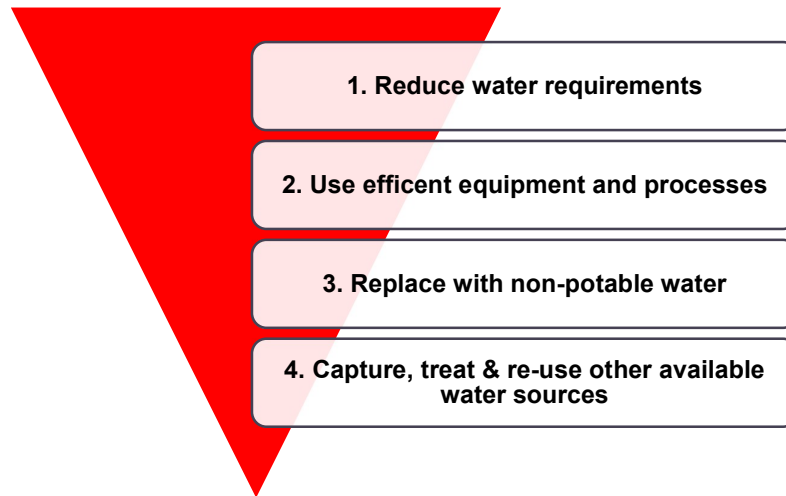 1. Reduce water requirements
2. Use efficent equipment and processes
3. Replace with non-potable water
4. Capture, treat & re-use other available
water sources